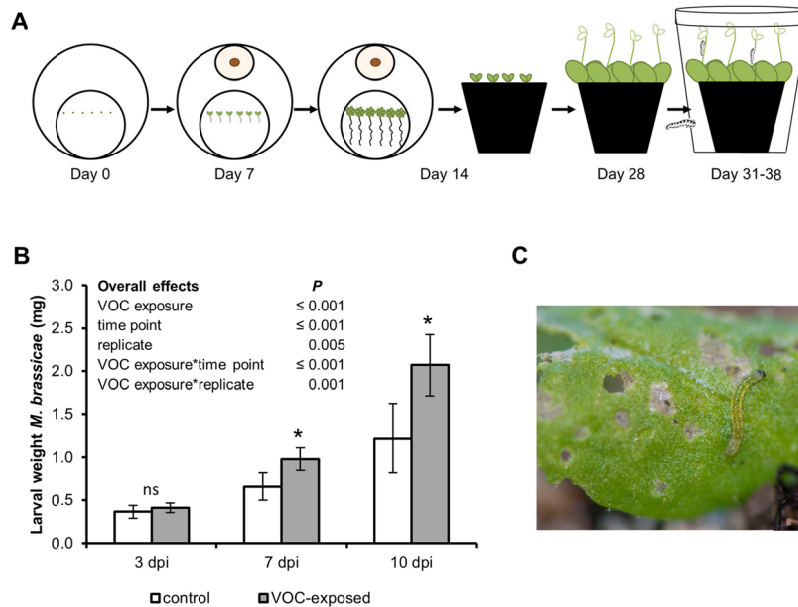 A
Day 0
Day 7
Day 14
Day 28
Day 31-38
B
Larval weight M. brassicae (mg)
3.0
2.5
2.0
1.5
1.0
0.5
0.0
Overall effects P
VOC exposure ≤ 0.001
time point ≤ 0.001
replicate 0.005
VOC exposure*time point ≤ 0.001
VOC exposure*replicate 0.001
ns
*
*
3 dpi 7 dpi 10 dpi
control VOC-exposed
C